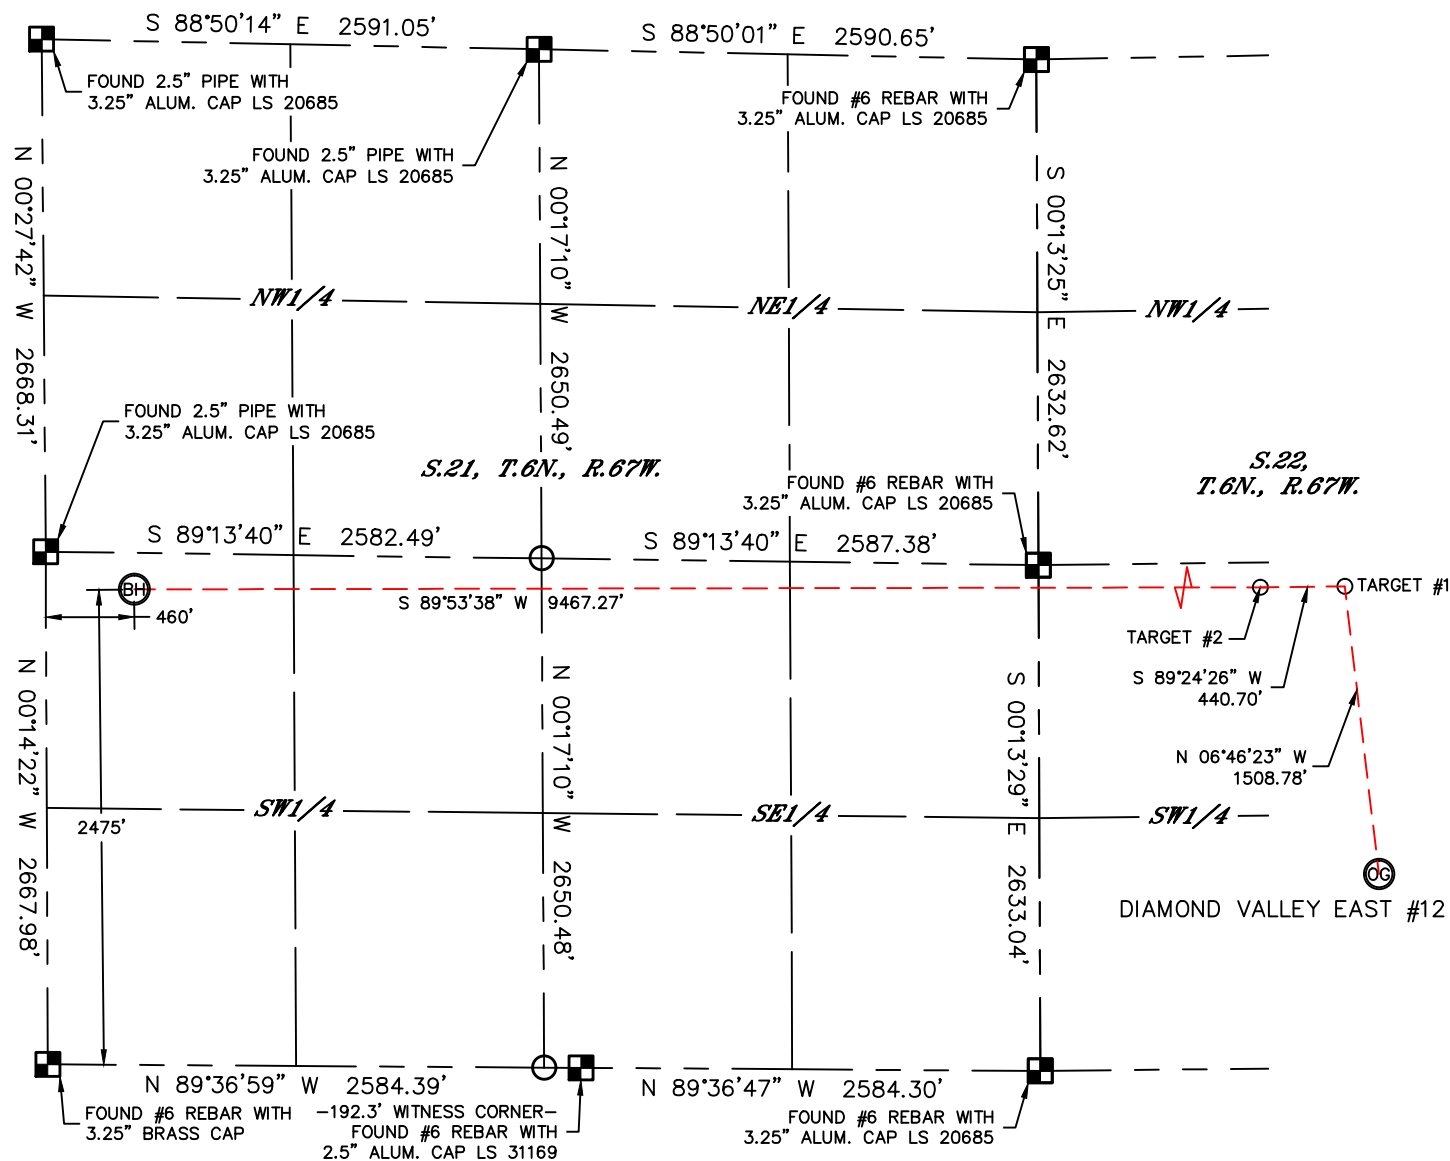 S 88°50'14" E 2591.05'
S 88°50'01" E 2590.65'
FOUND 2.5" PIPE WITH
3.25" ALUM. CAP LS 20685
FOUND 2.5" PIPE WITH
3.25" ALUM. CAP LS 20685
FOUND #6 REBAR WITH
3.25" ALUM. CAP LS 20685
N 00°27'42" W 2668.31'
N 00°17'10" W 2650.49'
S 00°13'25" E 2632.62'
NW1/4
NE1/4
NW1/4
FOUND 2.5" PIPE WITH
3.25" ALUM. CAP LS 20685
S.21, T.6N., R.67W.
S.22,
T.6N., R.67W.
FOUND #6 REBAR WITH
3.25" ALUM. CAP LS 20685
S 89°13'40" E 2582.49'
S 89°13'40" E 2587.38'
BH
460'
S 89°53'38" W 9467.27'
TARGET #1
TARGET #2
S 89°24'26" W
440.70'
N 00°14'22" W 2667.98'
N 00°17'10" W 2650.48'
S 00°13'29" E 2633.04'
N 06°46'23" W
1508.78'
2475'
SW1/4
SE1/4
SW1/4
OG
DIAMOND VALLEY EAST #12
N 89°36'59" W 2584.39'
N 89°36'47" W 2584.30'
FOUND #6 REBAR WITH
3.25" BRASS CAP
-192.3' WITNESS CORNER-
FOUND #6 REBAR WITH
2.5" ALUM. CAP LS 31169
FOUND #6 REBAR WITH
3.25" ALUM. CAP LS 20685